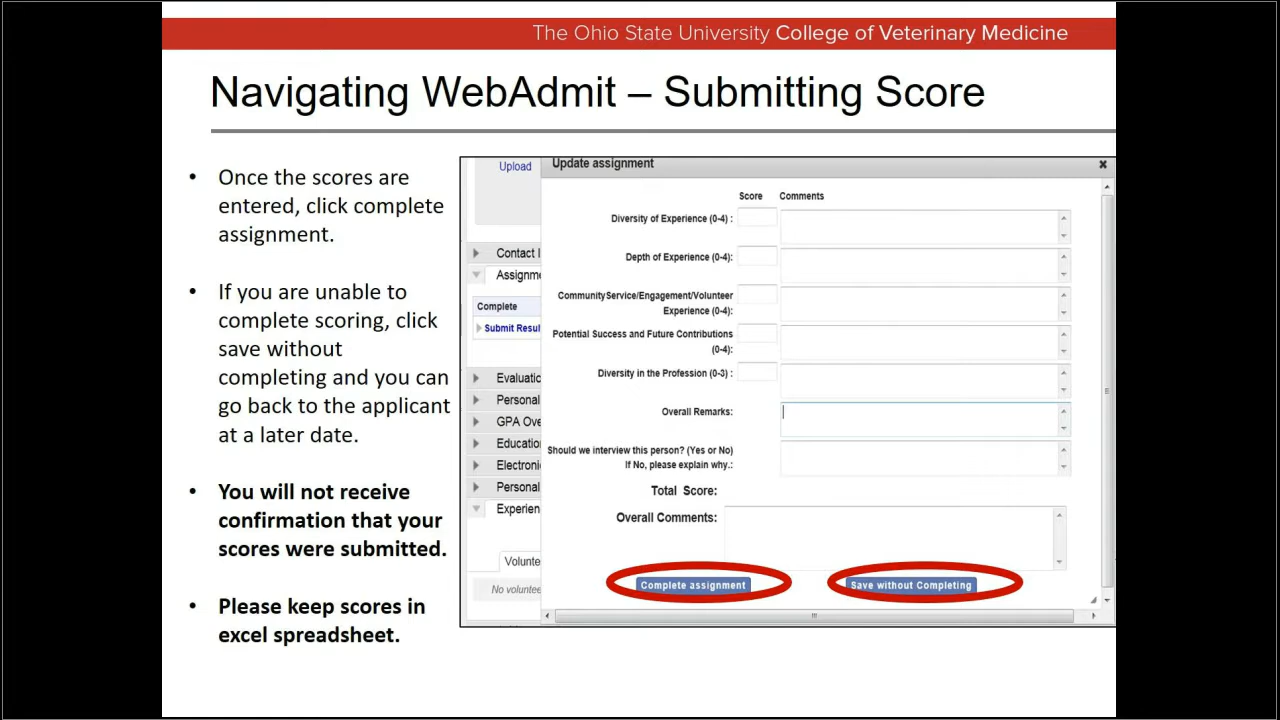 The Ohio State University College of Veterinary Medicine
Navigating WebAdmit – Submitting Score
• Once the scores are
entered, click complete
assignment.
• If you are unable to
complete scoring, click
save without
completing and you can
go back to the applicant
at a later date.
• You will not receive
confirmation that your
scores were submitted.
• Please keep scores in
excel spreadsheet.
Upload
Contact I
Assignme
Complete
Submit Resul
Evaluatio
Personal
GPA Ove
Educatio
Electroni
Personal
Experien
Volunte
No voluntee
Update assignment
Score Comments
Diversity of Experience (0-4) :
Depth of Experience (0-4):
CommunityService/Engagement/Volunteer
Experience (0-4):
Potential Success and Future Contributions
(0-4):
Diversity in the Profession (0-3) :
Overall Remarks:
Should we interview this person? (Yes or No)
If No, please explain why.:
Total Score:
Overall Comments:
Complete assignment Save without Completing